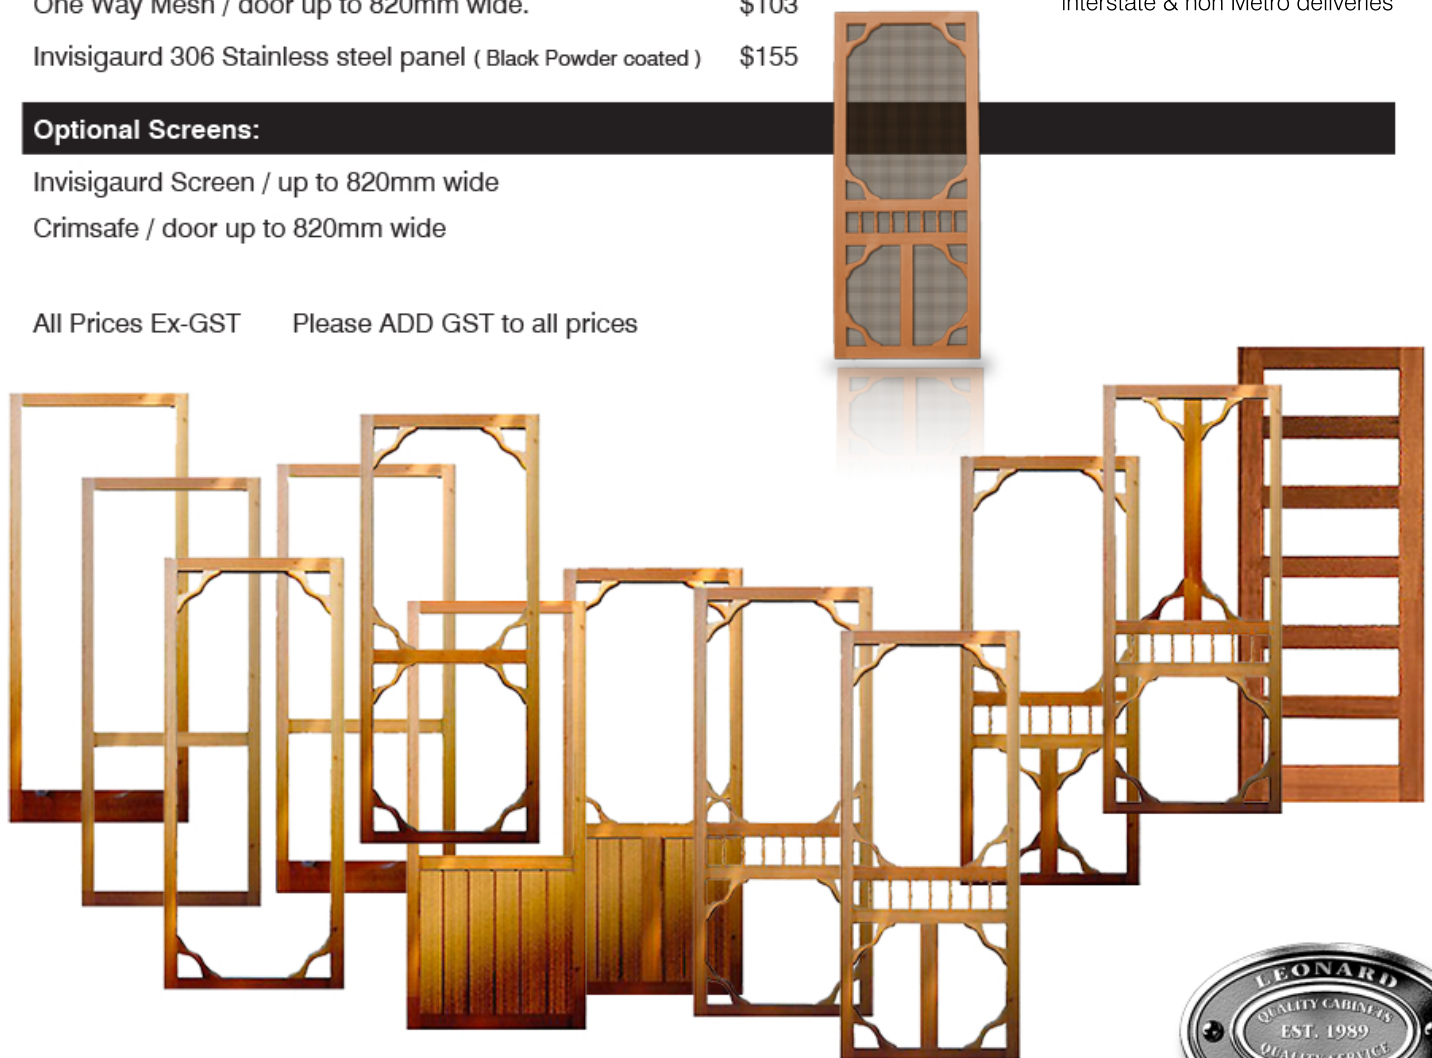 One Way Mesh / door up to 820mm wide. $103
interstate & non Metro deliveries
Invisigaurd 306 Stainless steel panel ( Black Powder coated ) $155
Optional Screens:
Invisigaurd Screen / up to 820mm wide
Crimsafe / door up to 820mm wide
All Prices Ex-GST Please ADD GST to all prices
LEONARD
QUALITY CABINETS
EST. 1989
QUALITY SERVICE